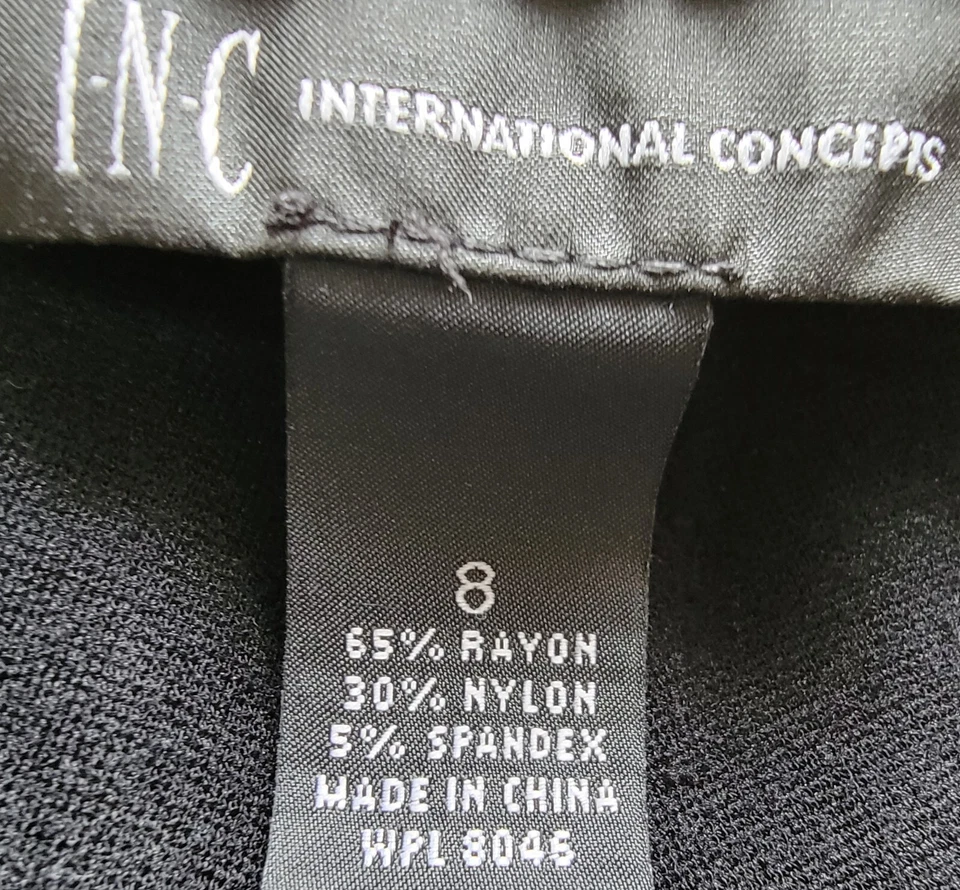 I·N·C INTERNATIONAL CONCEPTS
8
65% RAYON
30% NYLON
5% SPANDEX
MADE IN CHINA
WPL 8046